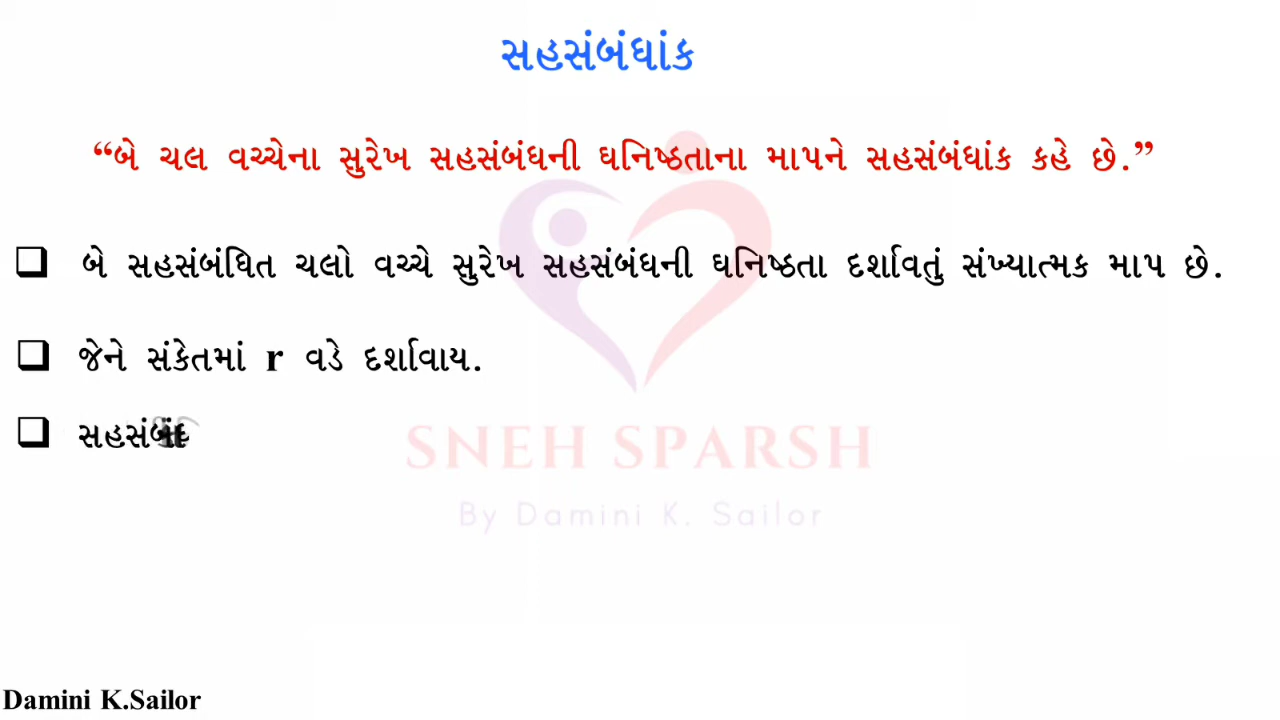 સહસંબંધાંક
“બે ચલ વચ્ચેના સુરેખ સહસંબંધની ઘનિષ્ઠતાના માપને સહસંબંધાંક કહે છે.”
બે સહસંબંધિત ચલો વચ્ચે સુરેખ સહસંબંધની ઘનિષ્ઠતા દર્શાવતું સંખ્યાત્મક માપ છે.
જેને સંકેતમાં r વડે દર્શાવાય.
SNEH SPARSH
By Damini K. Sailor
Damini K.Sailor